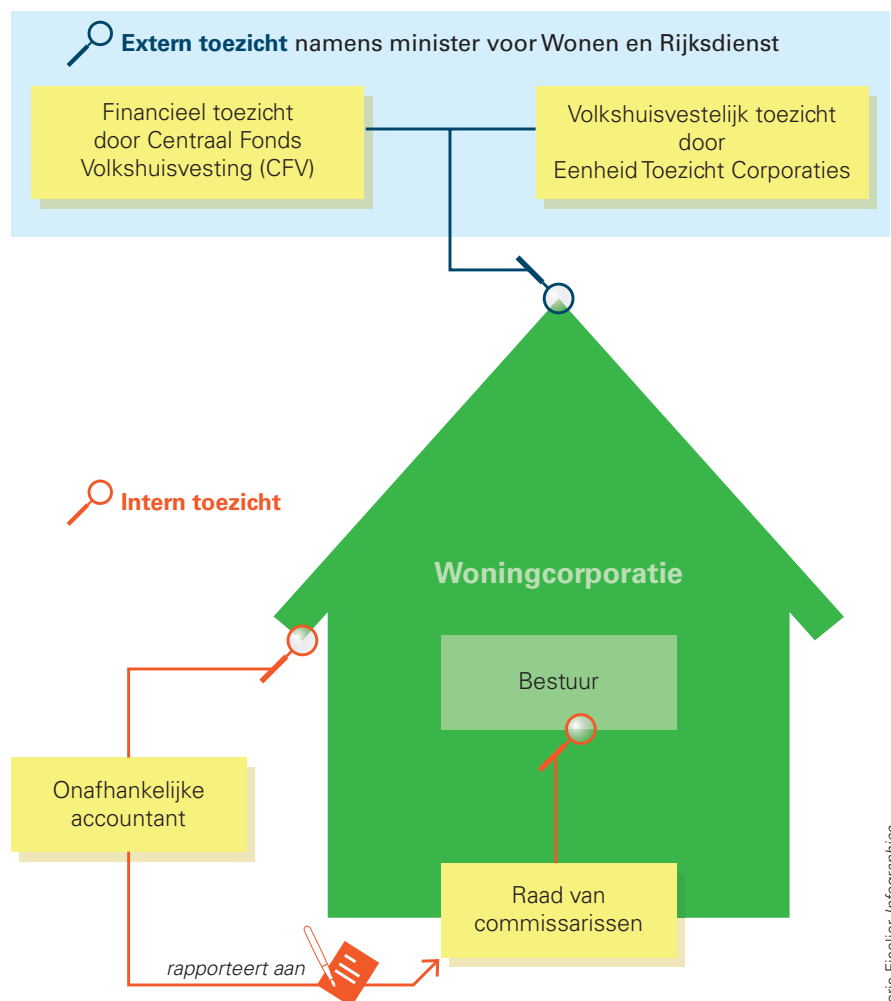 Extern toezicht namens minister voor Wonen en Rijksdienst
Financieel toezicht
door Centraal Fonds
Volkshuisvesting (CFV)
Volkshuisvestelijk toezicht
door
Eenheid Toezicht Corporaties
Intern toezicht
Woningcorporatie
Bestuur
Onafhankelijke
accountant
Raad van
commissarissen
rapporteert aan
Infographics